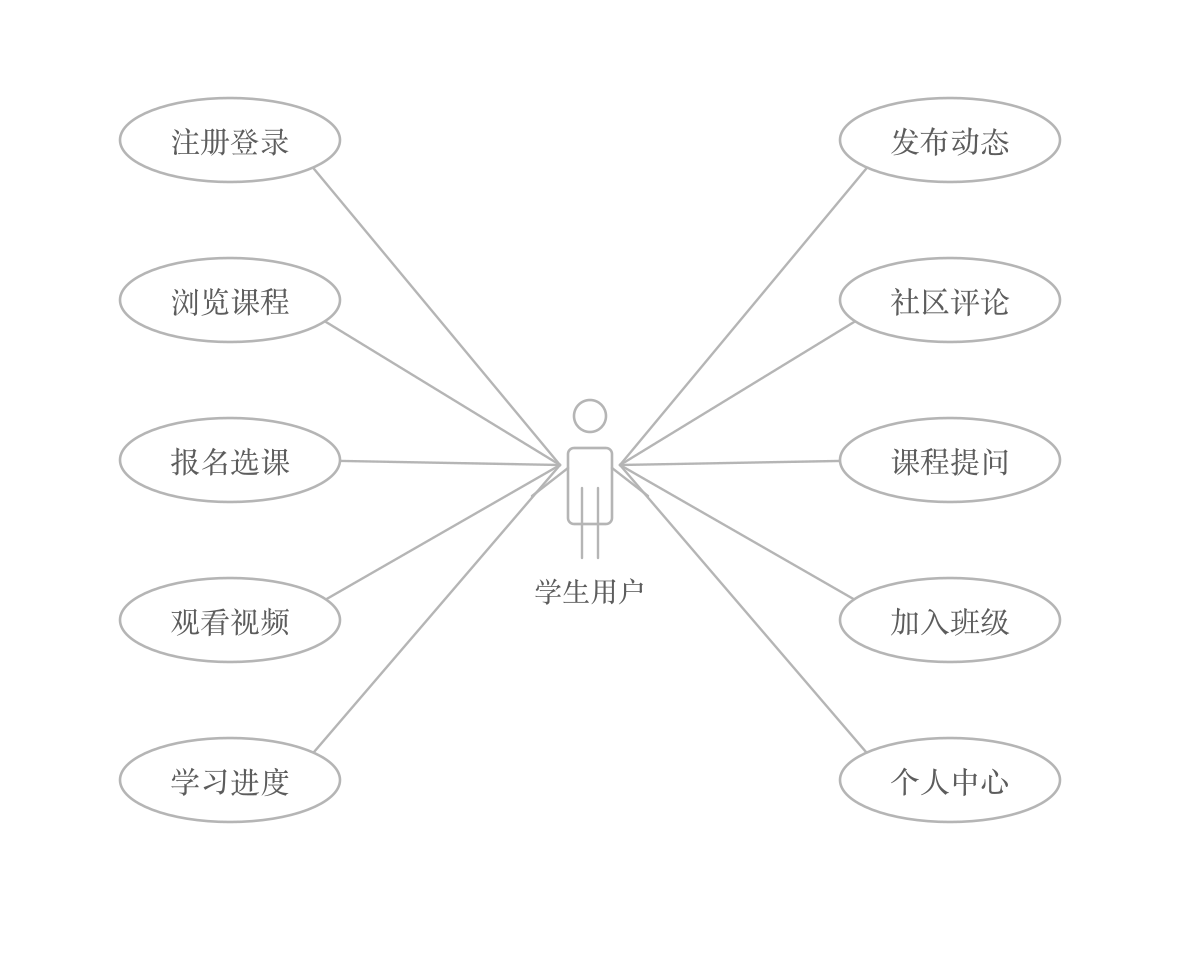 注册登录
浏览课程
报名选课
观看视频
学习进度
学生用户
发布动态
社区评论
课程提问
加入班级
个人中心